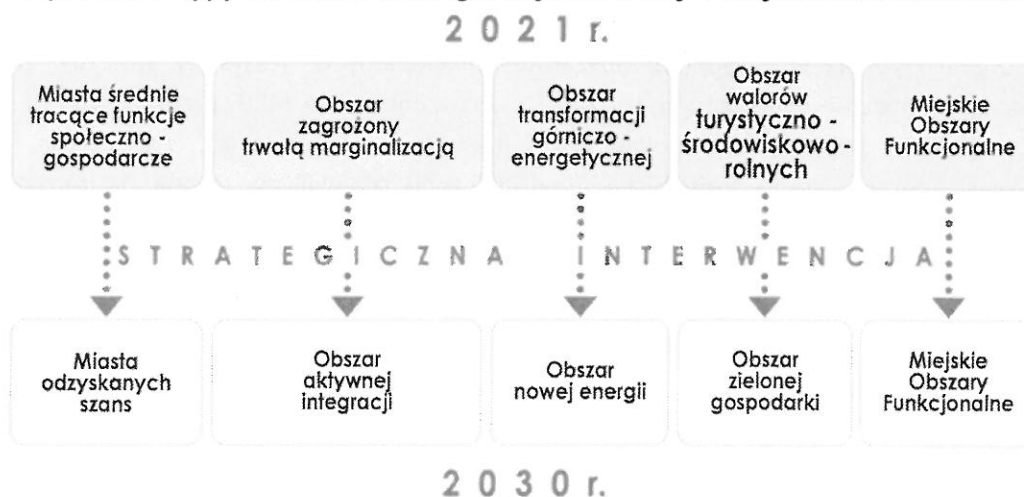 2021 r.
Miasta średnie
tracące funkcje
społeczno -
gospodarcze
Obszar
zagrożony
trwałą marginalizacją
Obszar
transformacji
górniczo -
energetycznej
Obszar
walorów
turystyczno -
środowiskowo -
rolnych
Miejskie
Obszary
Funkcjonalne
STRATEGICZNA INTERWENCJA
Miasta
odzyskanych
szans
Obszar
aktywnej
integracji
Obszar
nowej energii
Obszar
zielonej
gospodarki
Miejskie
Obszary
Funkcjonalne
2030 r.